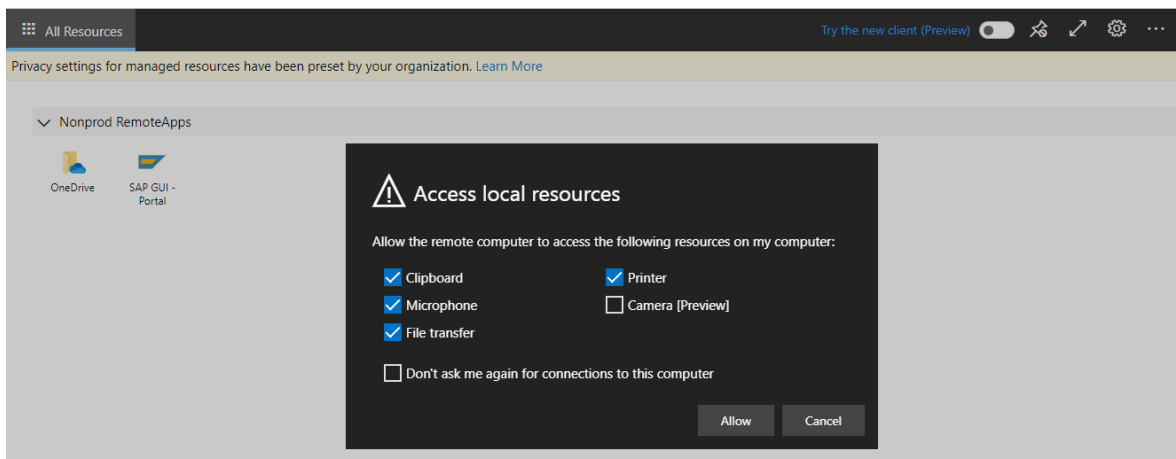 All Resources
Try the new client (Preview)
Privacy settings for managed resources have been preset by your organization. Learn More
Nonprod RemoteApps
OneDrive
SAP GUI -
Portal
Access local resources
Allow the remote computer to access the following resources on my computer:
Clipboard
Printer
Microphone
Camera [Preview]
File transfer
Don't ask me again for connections to this computer
Allow
Cancel